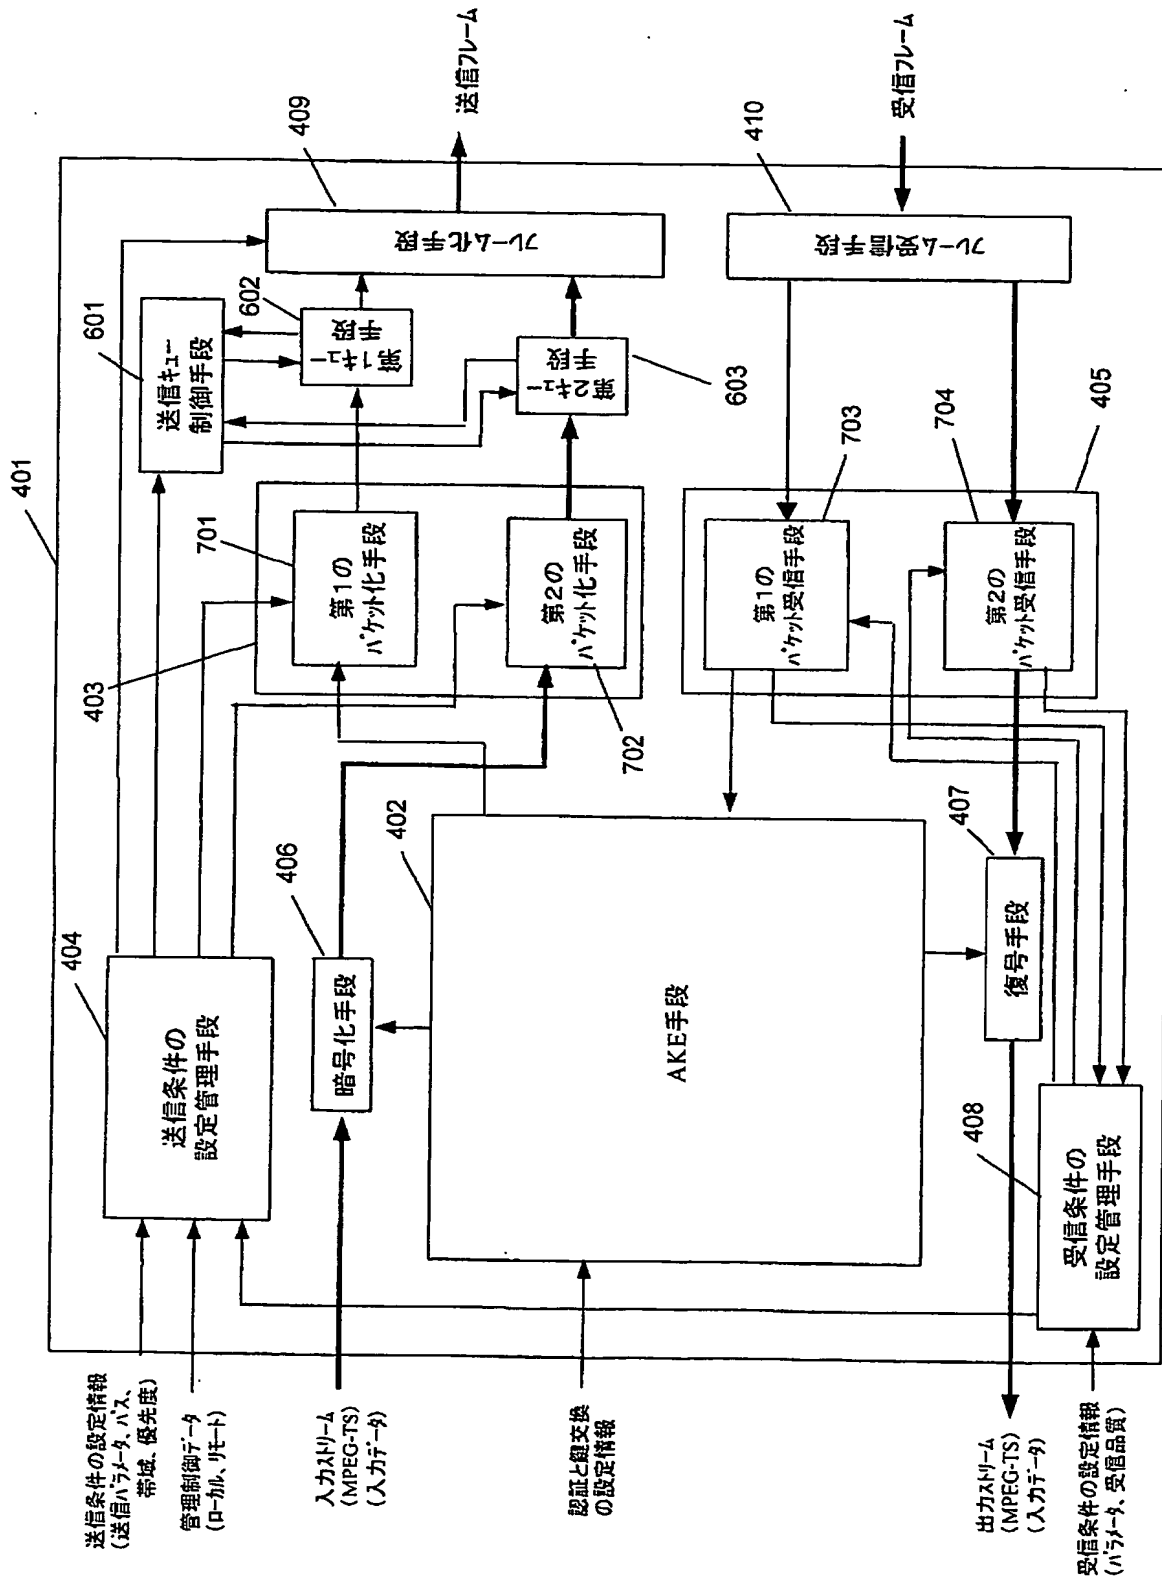 401
404
送信条件の
設定管理手段
送信条件の設定情報
(送信パラメータ、パス、
帯域、優先度)
管理制御データ
(ローカル、リモート)
601
送信キュー
制御手段
602
第1キュー
手段
603
第2キュー
手段
409
フレーム化手段
送信フレーム
403
701
第1の
パケット化手段
702
第2の
パケット化手段
入力ストリーム
(MPEG-TS)
(入力データ)
406
暗号化手段
402
AKE手段
認証と鍵交換
の設定情報
410
フレーム受信手段
受信フレーム
405
703
第1の
パケット受信手段
704
第2の
パケット受信手段
407
復号手段
出力ストリーム
(MPEG-TS)
(入力データ)
408
受信条件の
設定管理手段
受信条件の設定情報
(パラメータ、受信品質)